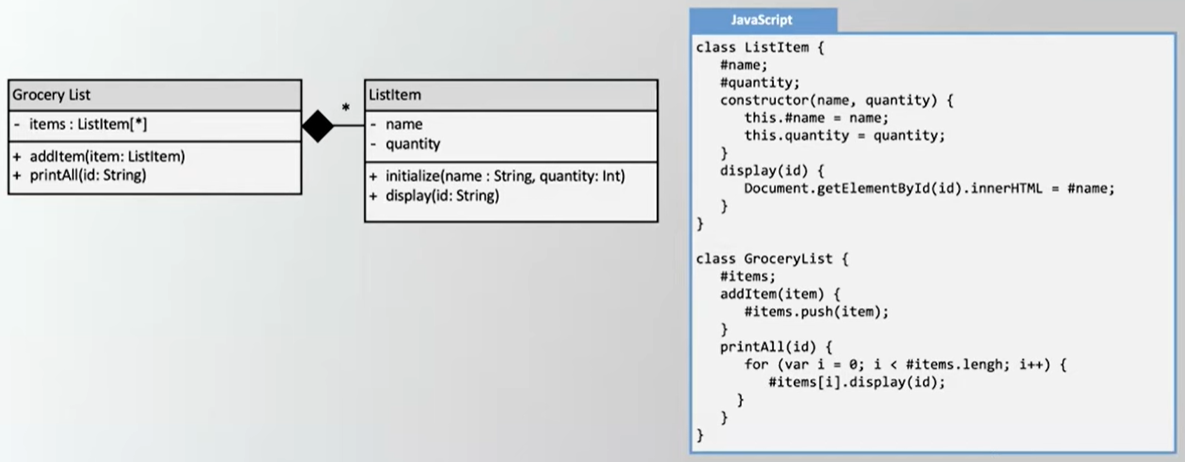 Grocery List
- items : ListItem[*]
+ addItem(item: ListItem)
+ printAll(id: String)
*
ListItem
- name
- quantity
+ initialize(name : String, quantity: Int)
+ display(id: String)
JavaScript
class ListItem {
#name;
#quantity;
constructor(name, quantity) {
this.#name = name;
this.quantity = quantity;
}
display(id) {
Document.getElementById(id).innerHTML = #name;
}
}
class GroceryList {
#items;
addItem(item) {
#items.push(item);
}
printAll(id) {
for (var i = 0; i < #items.lengh; i++) {
#items[i].display(id);
}
}
}